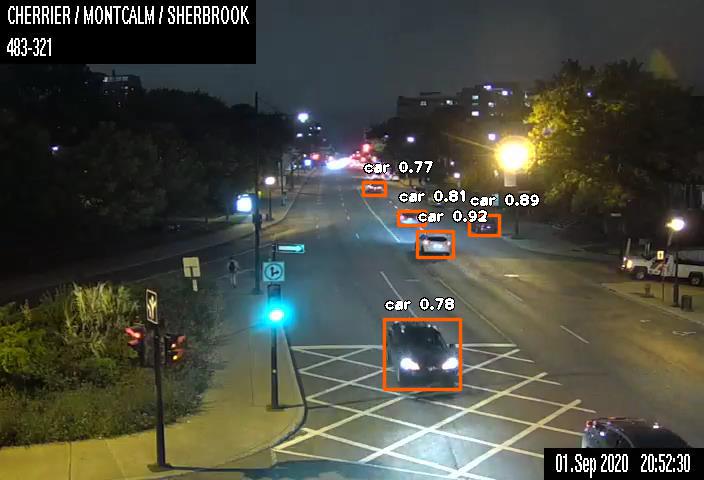 CHERRIER / MONTCALM / SHERBROOK
483-321
car 0.77
car 0.81
car 0.89
car 0.92
car 0.78
01.Sep 2020 20:52:30